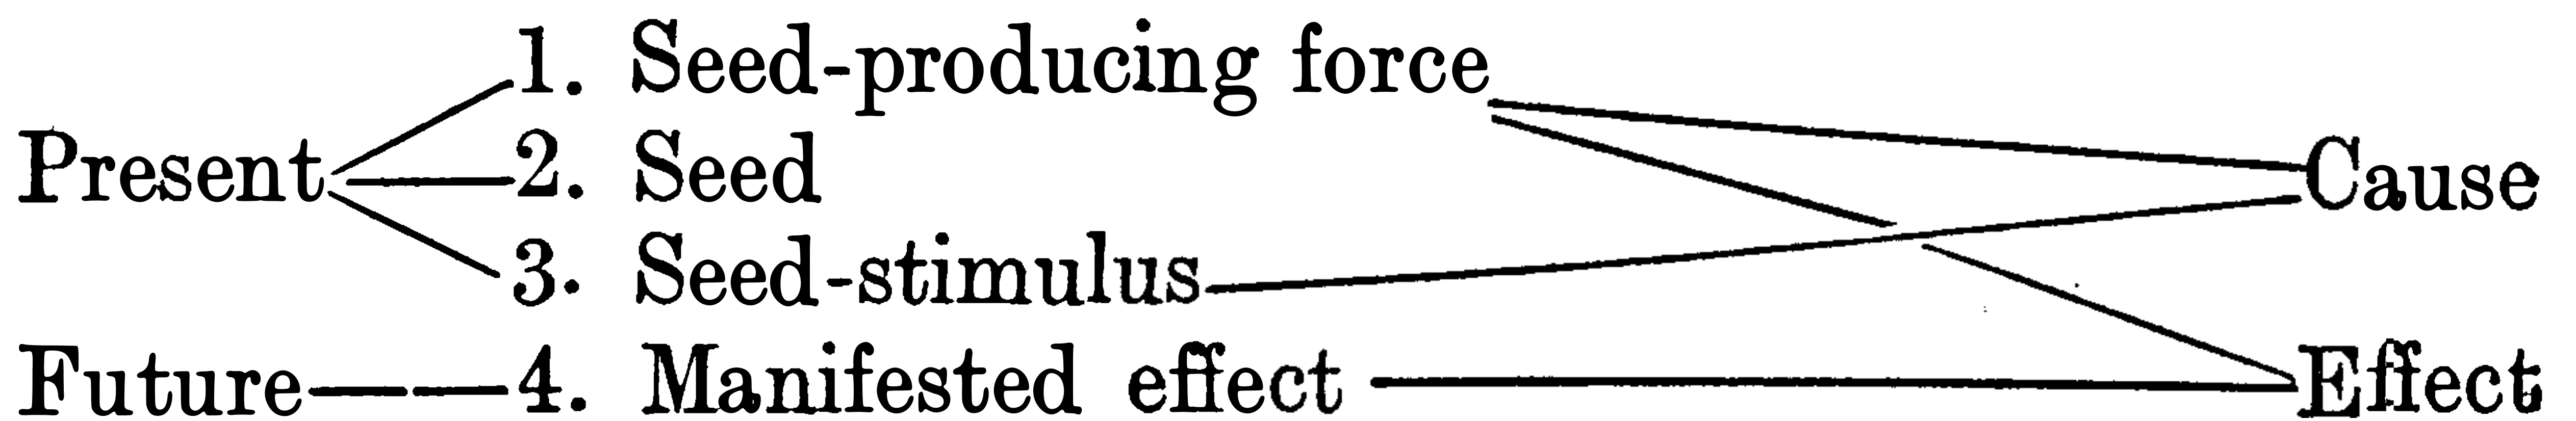 1. Seed-producing force
Present 2. Seed Cause
3. Seed-stimulus
Future 4. Manifested effect Effect